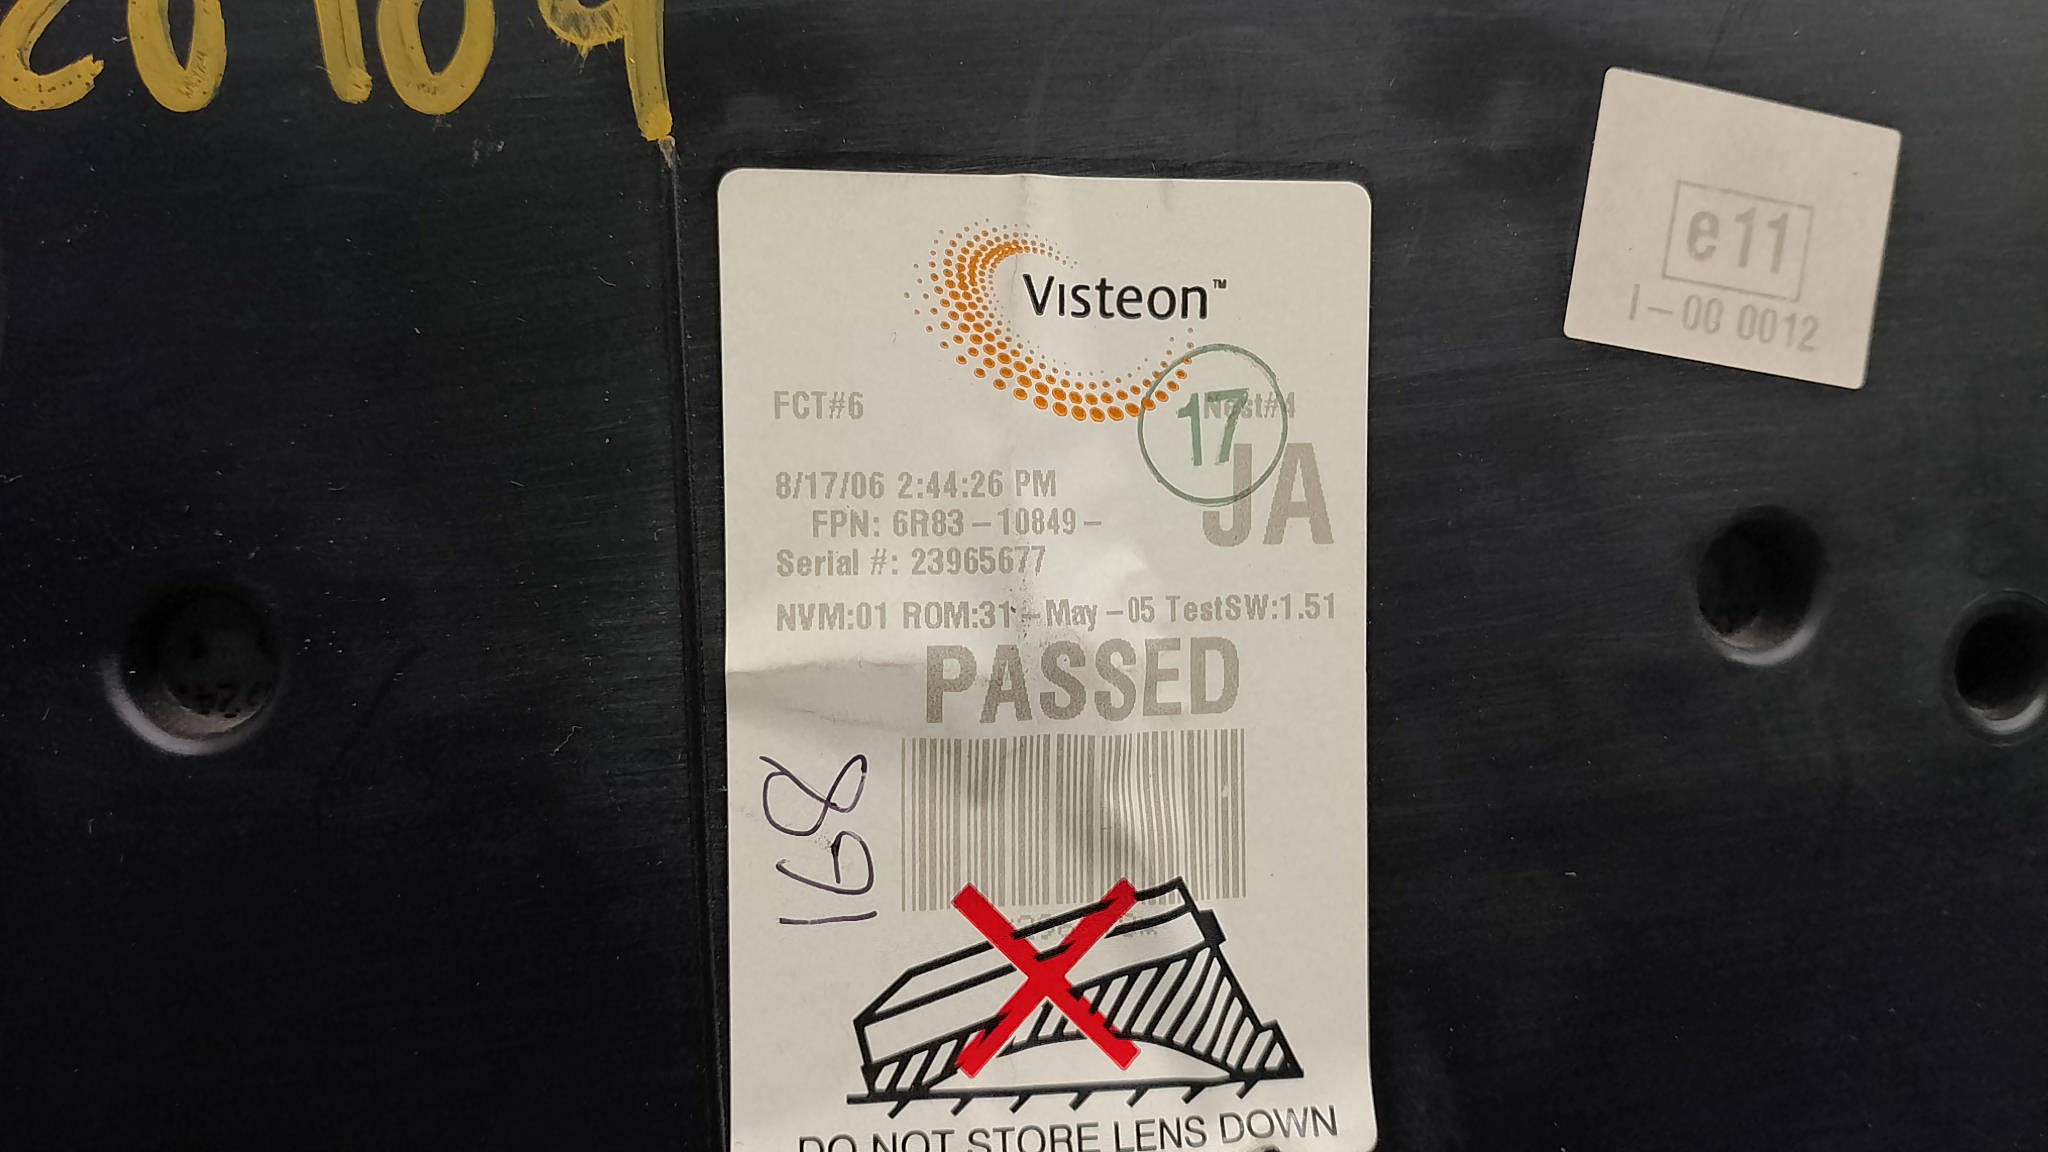 20109
e11
I-00 0012
Visteon™
17
FCT#6 Nest#4
JA
8/17/06 2:44:26 PM
FPN: 6R83-10849-
Serial #: 23965677
NVM:01 ROM:31-May-05 TestSW:1.51
PASSED
168
DO NOT STORE LENS DOWN